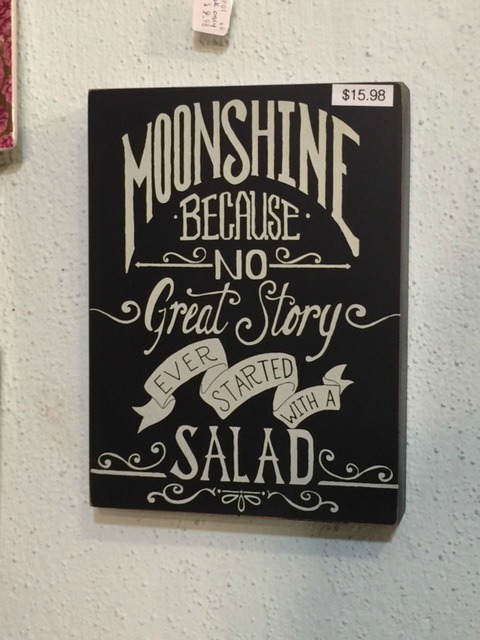 $15.98
MOONSHINE
·BECAUSE·
NO
Great Story
EVER
STARTED
WITH A
SALAD